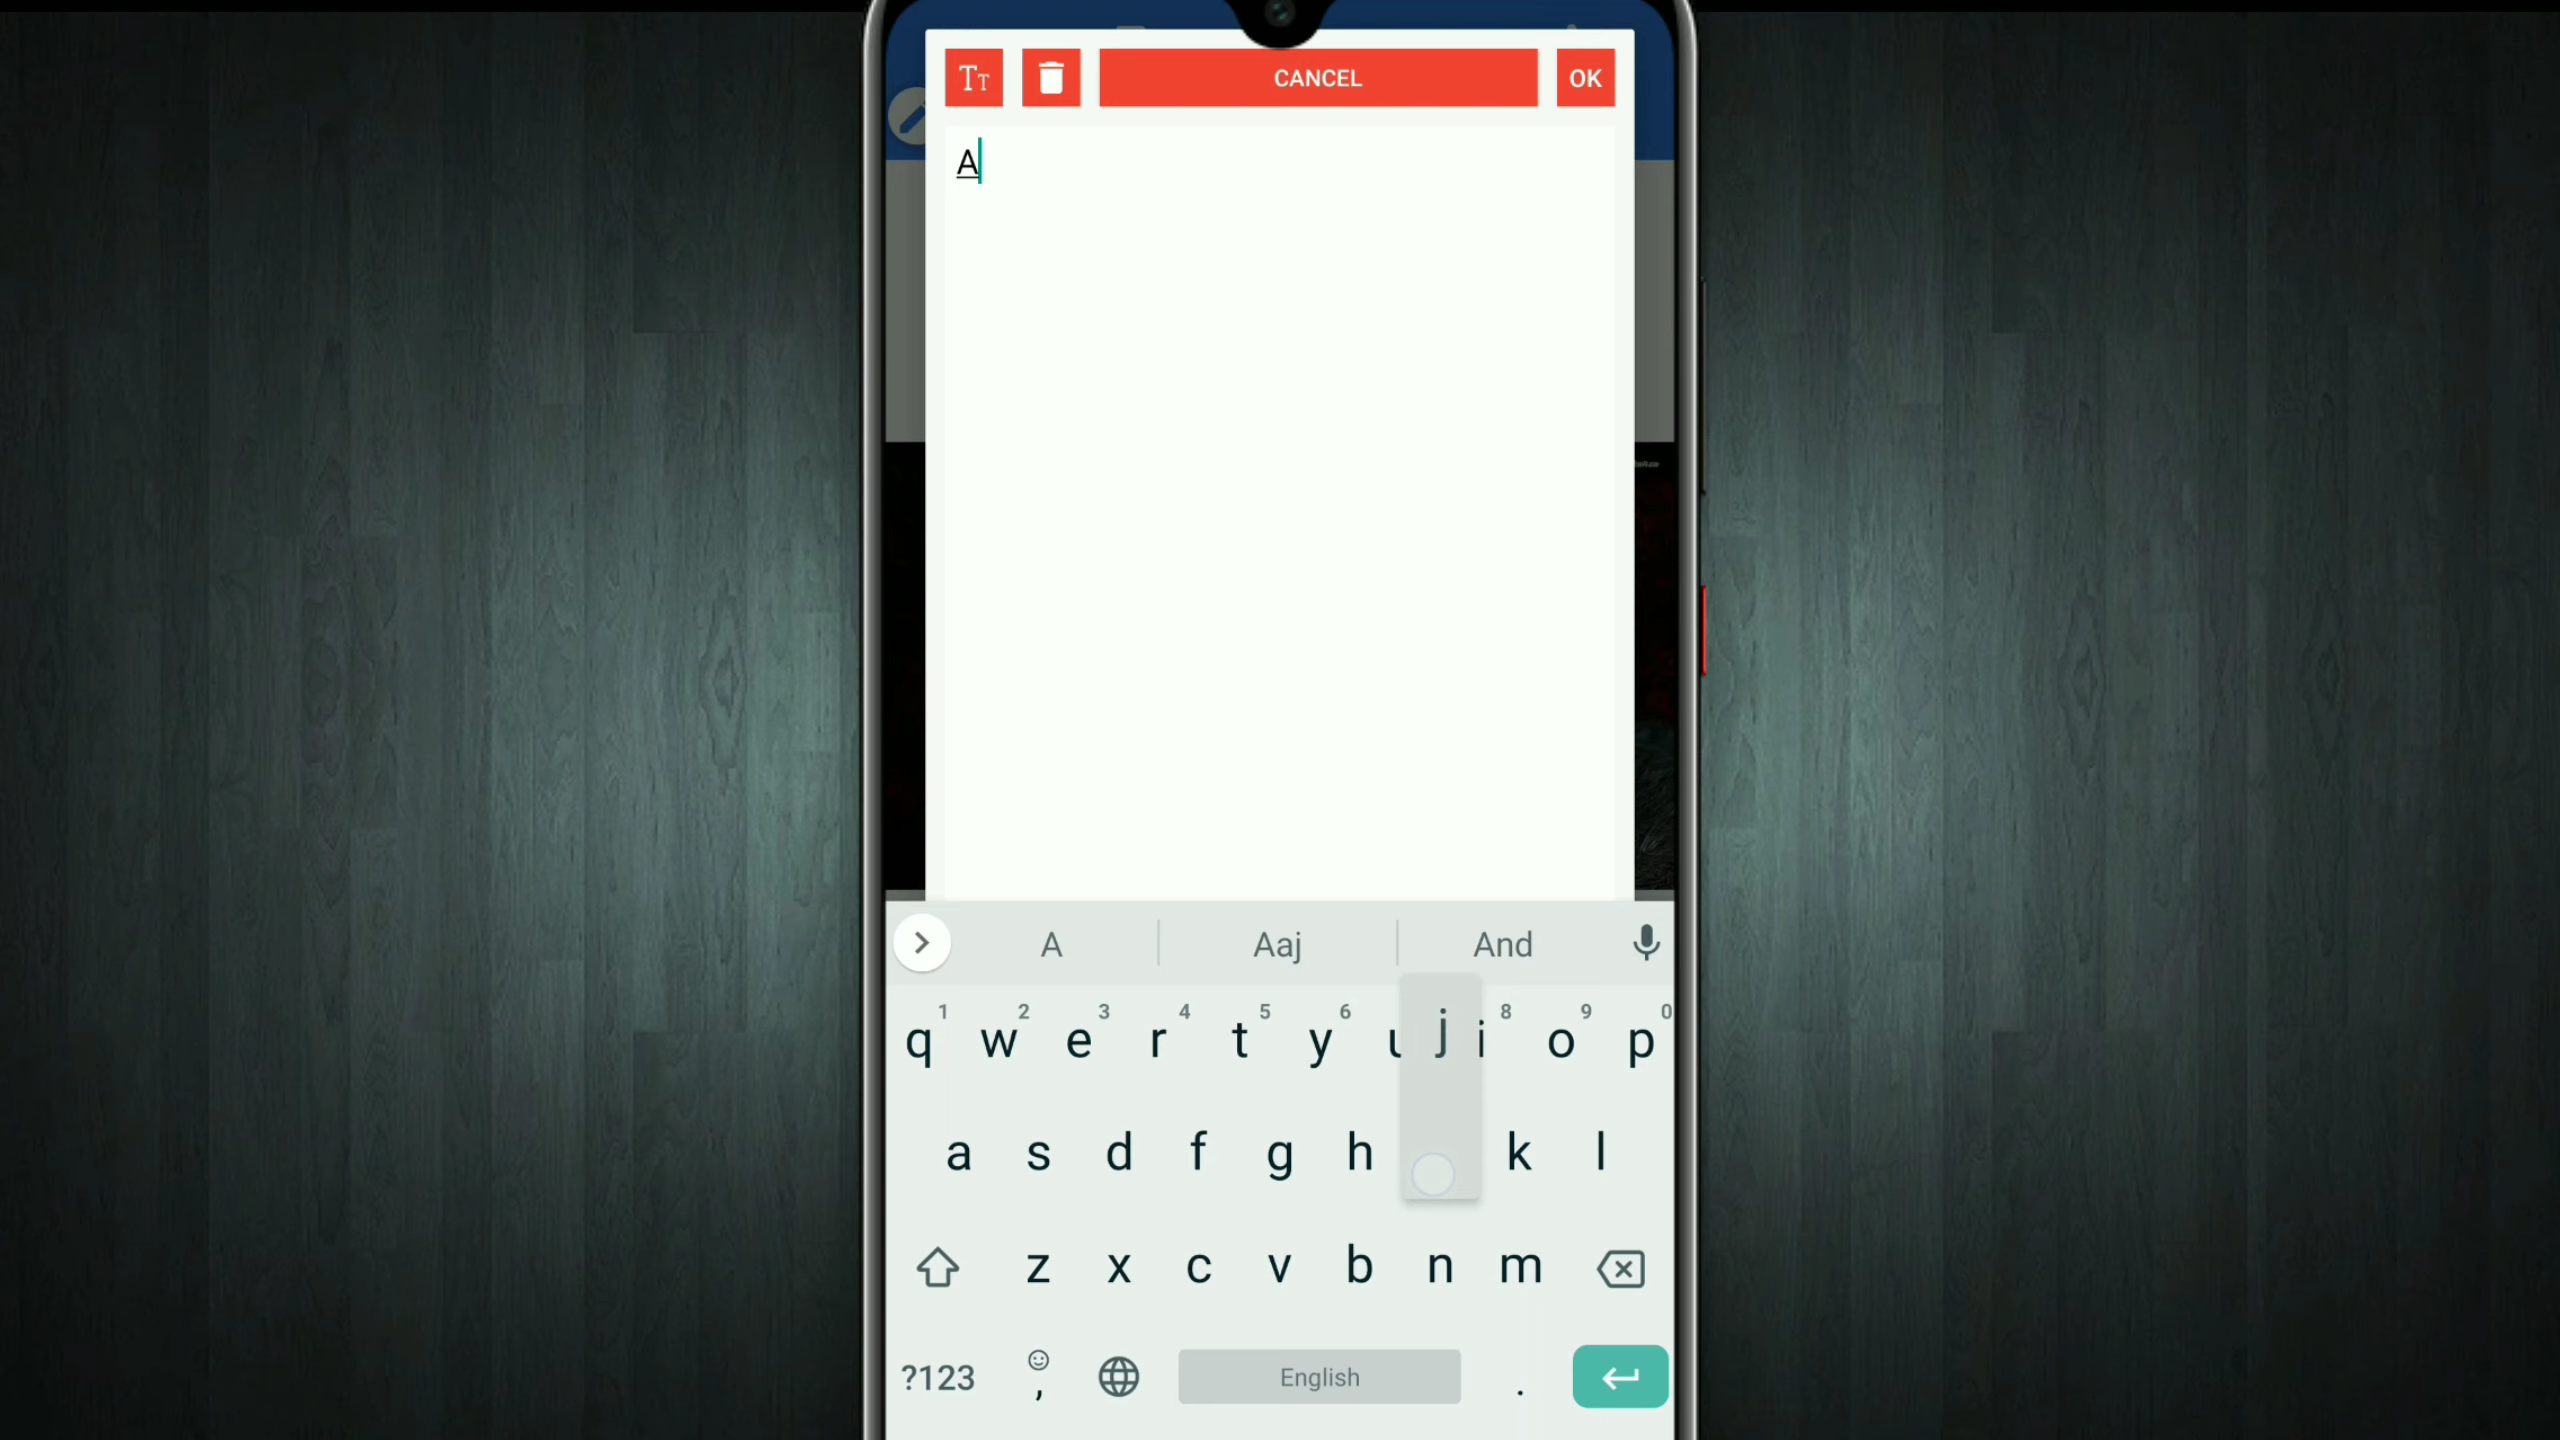 Tт CANCEL OK
A
A Aaj And
1 2 3 4 5 6 8 9 0
q w e r t y u j i o p
a s d f g h k l
z x c v b n m
?123 , English .